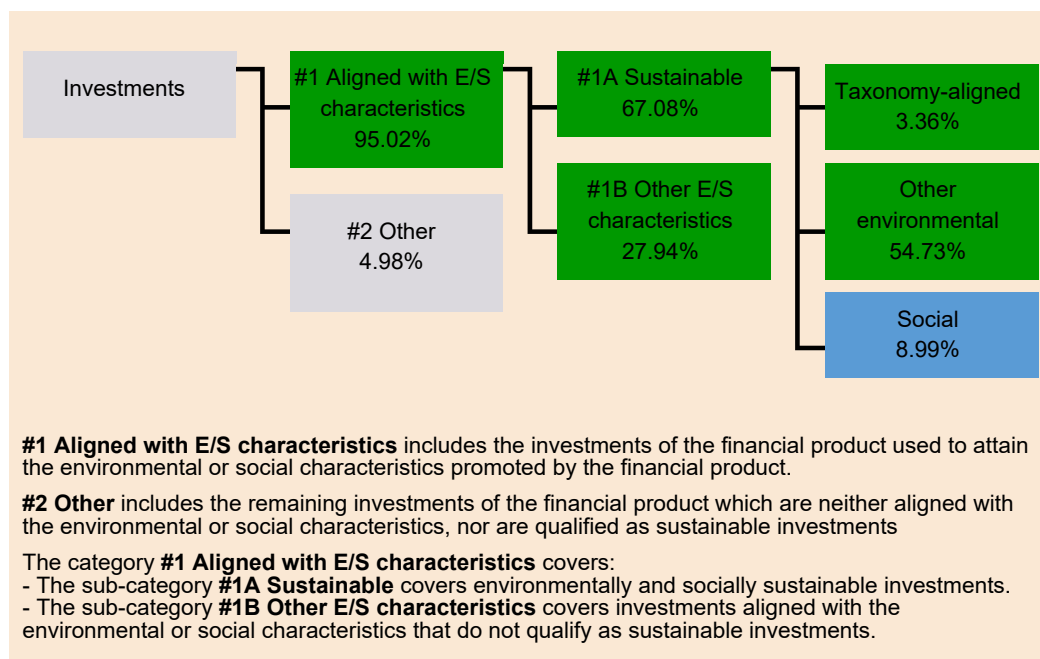 Investments
#1 Aligned with E/S
characteristics
95.02%
#2 Other
4.98%
#1A Sustainable
67.08%
#1B Other E/S
characteristics
27.94%
Taxonomy-aligned
3.36%
Other
environmental
54.73%
Social
8.99%
#1 Aligned with E/S characteristics includes the investments of the financial product used to attain
the environmental or social characteristics promoted by the financial product.
#2 Other includes the remaining investments of the financial product which are neither aligned with
the environmental or social characteristics, nor are qualified as sustainable investments
The category #1 Aligned with E/S characteristics covers:
- The sub-category #1A Sustainable covers environmentally and socially sustainable investments.
- The sub-category #1B Other E/S characteristics covers investments aligned with the
environmental or social characteristics that do not qualify as sustainable investments.